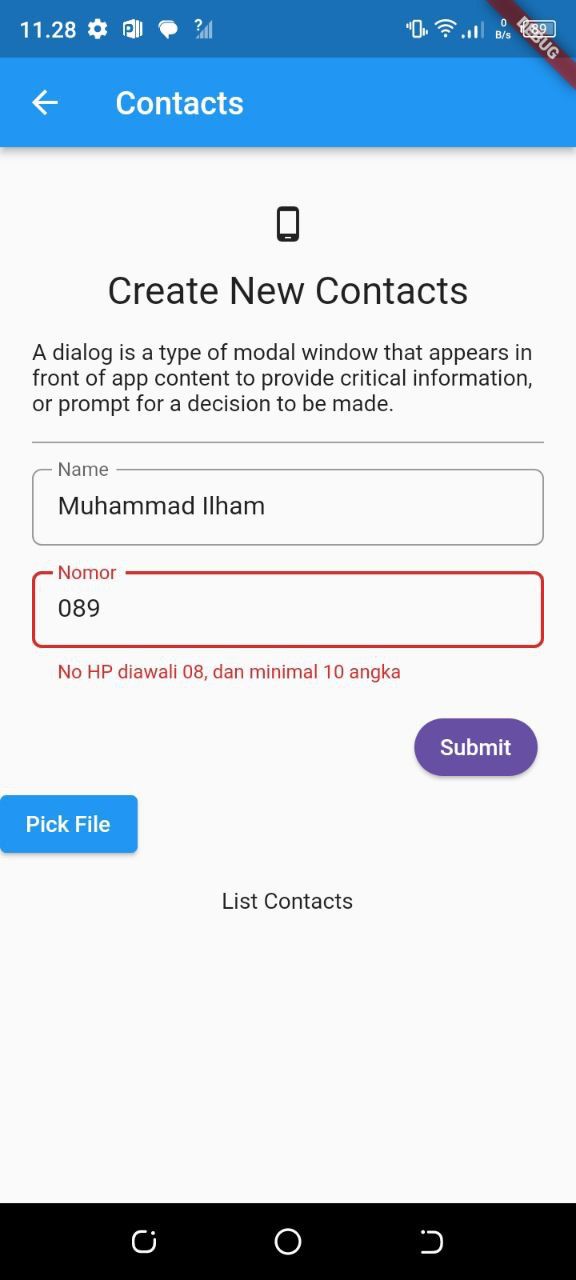 11.28
?
0
B/s
89
DEBUG
Contacts
Create New Contacts
A dialog is a type of modal window that appears in
front of app content to provide critical information,
or prompt for a decision to be made.
Name
Muhammad Ilham
Nomor
089
No HP diawali 08, dan minimal 10 angka
Submit
Pick File
List Contacts